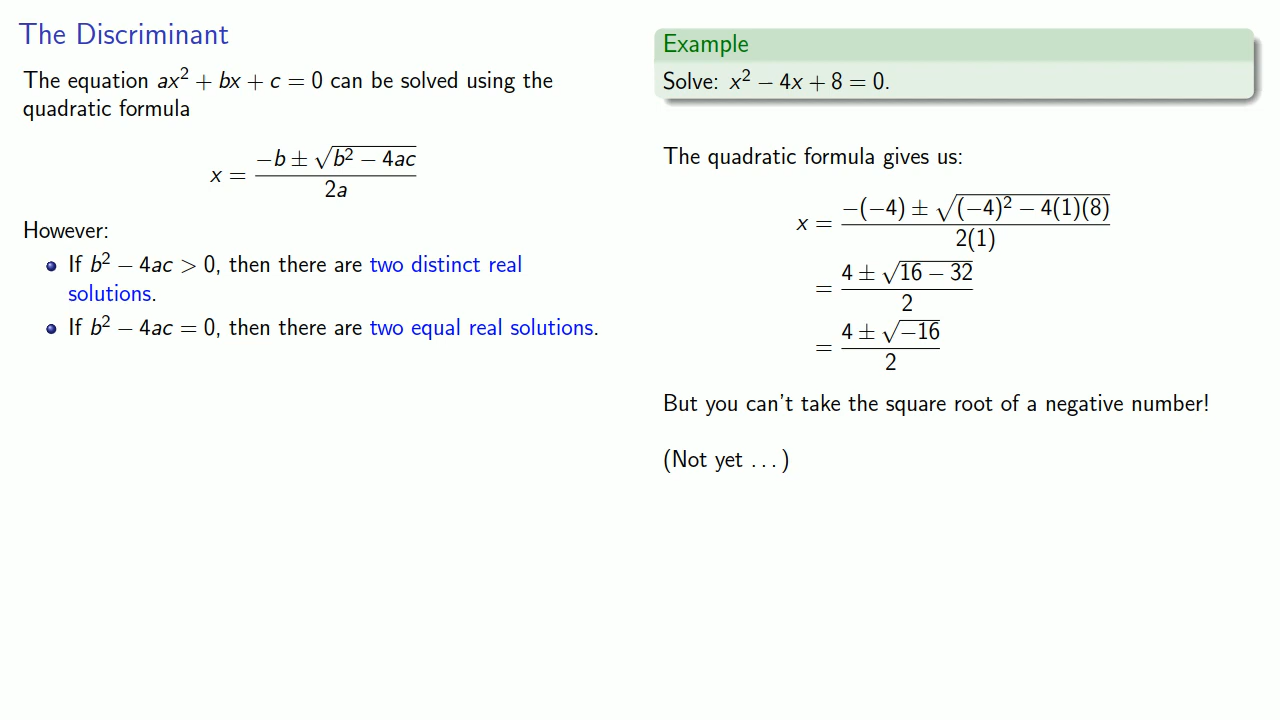 The Discriminant
The equation ax² + bx + c = 0 can be solved using the
quadratic formula
x = (−b ± √(b² − 4ac)) / (2a)
However:
• If b² − 4ac > 0, then there are two distinct real
solutions.
• If b² − 4ac = 0, then there are two equal real solutions.
Example
Solve: x² − 4x + 8 = 0.
The quadratic formula gives us:
x = (−(−4) ± √((−4)² − 4(1)(8))) / (2(1))
= (4 ± √(16 − 32)) / 2
= (4 ± √(−16)) / 2
But you can't take the square root of a negative number!
(Not yet . . . )